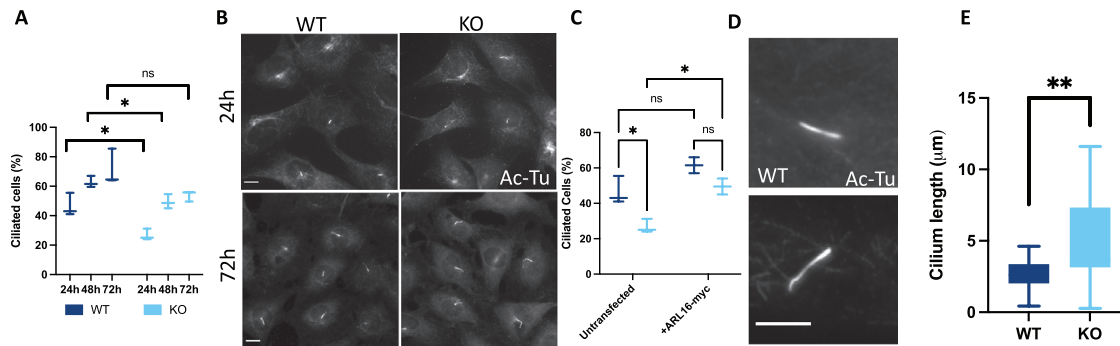 A
ns
*
*
100
80
60
40
20
0
Ciliated cells (%)
24h 48h 72h 24h 48h 72h
WT KO
B
WT KO
24h
Ac-Tu
72h
C
*
ns
* ns
80
60
40
20
0
Ciliated Cells (%)
Untransfected
+ARL16-myc
D
WT Ac-Tu
E
**
15
10
5
0
Cilium length (μm)
WT KO